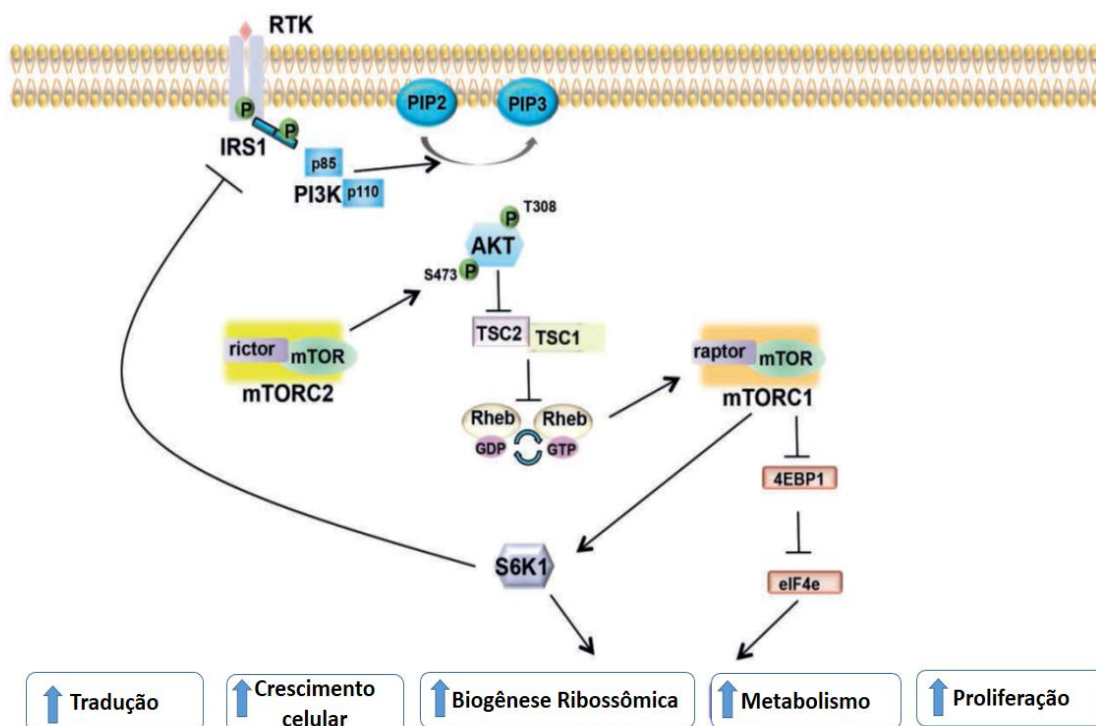 RTK
PIP2
PIP3
P
P
IRS1
p85
PI3K
p110
P
T308
AKT
S473
P
TSC2
TSC1
rictor
mTOR
mTORC2
raptor
mTOR
mTORC1
Rheb
Rheb
GDP
GTP
4EBP1
S6K1
eIF4e
Tradução
Crescimento
celular
Biogênese Ribossômica
Metabolismo
Proliferação